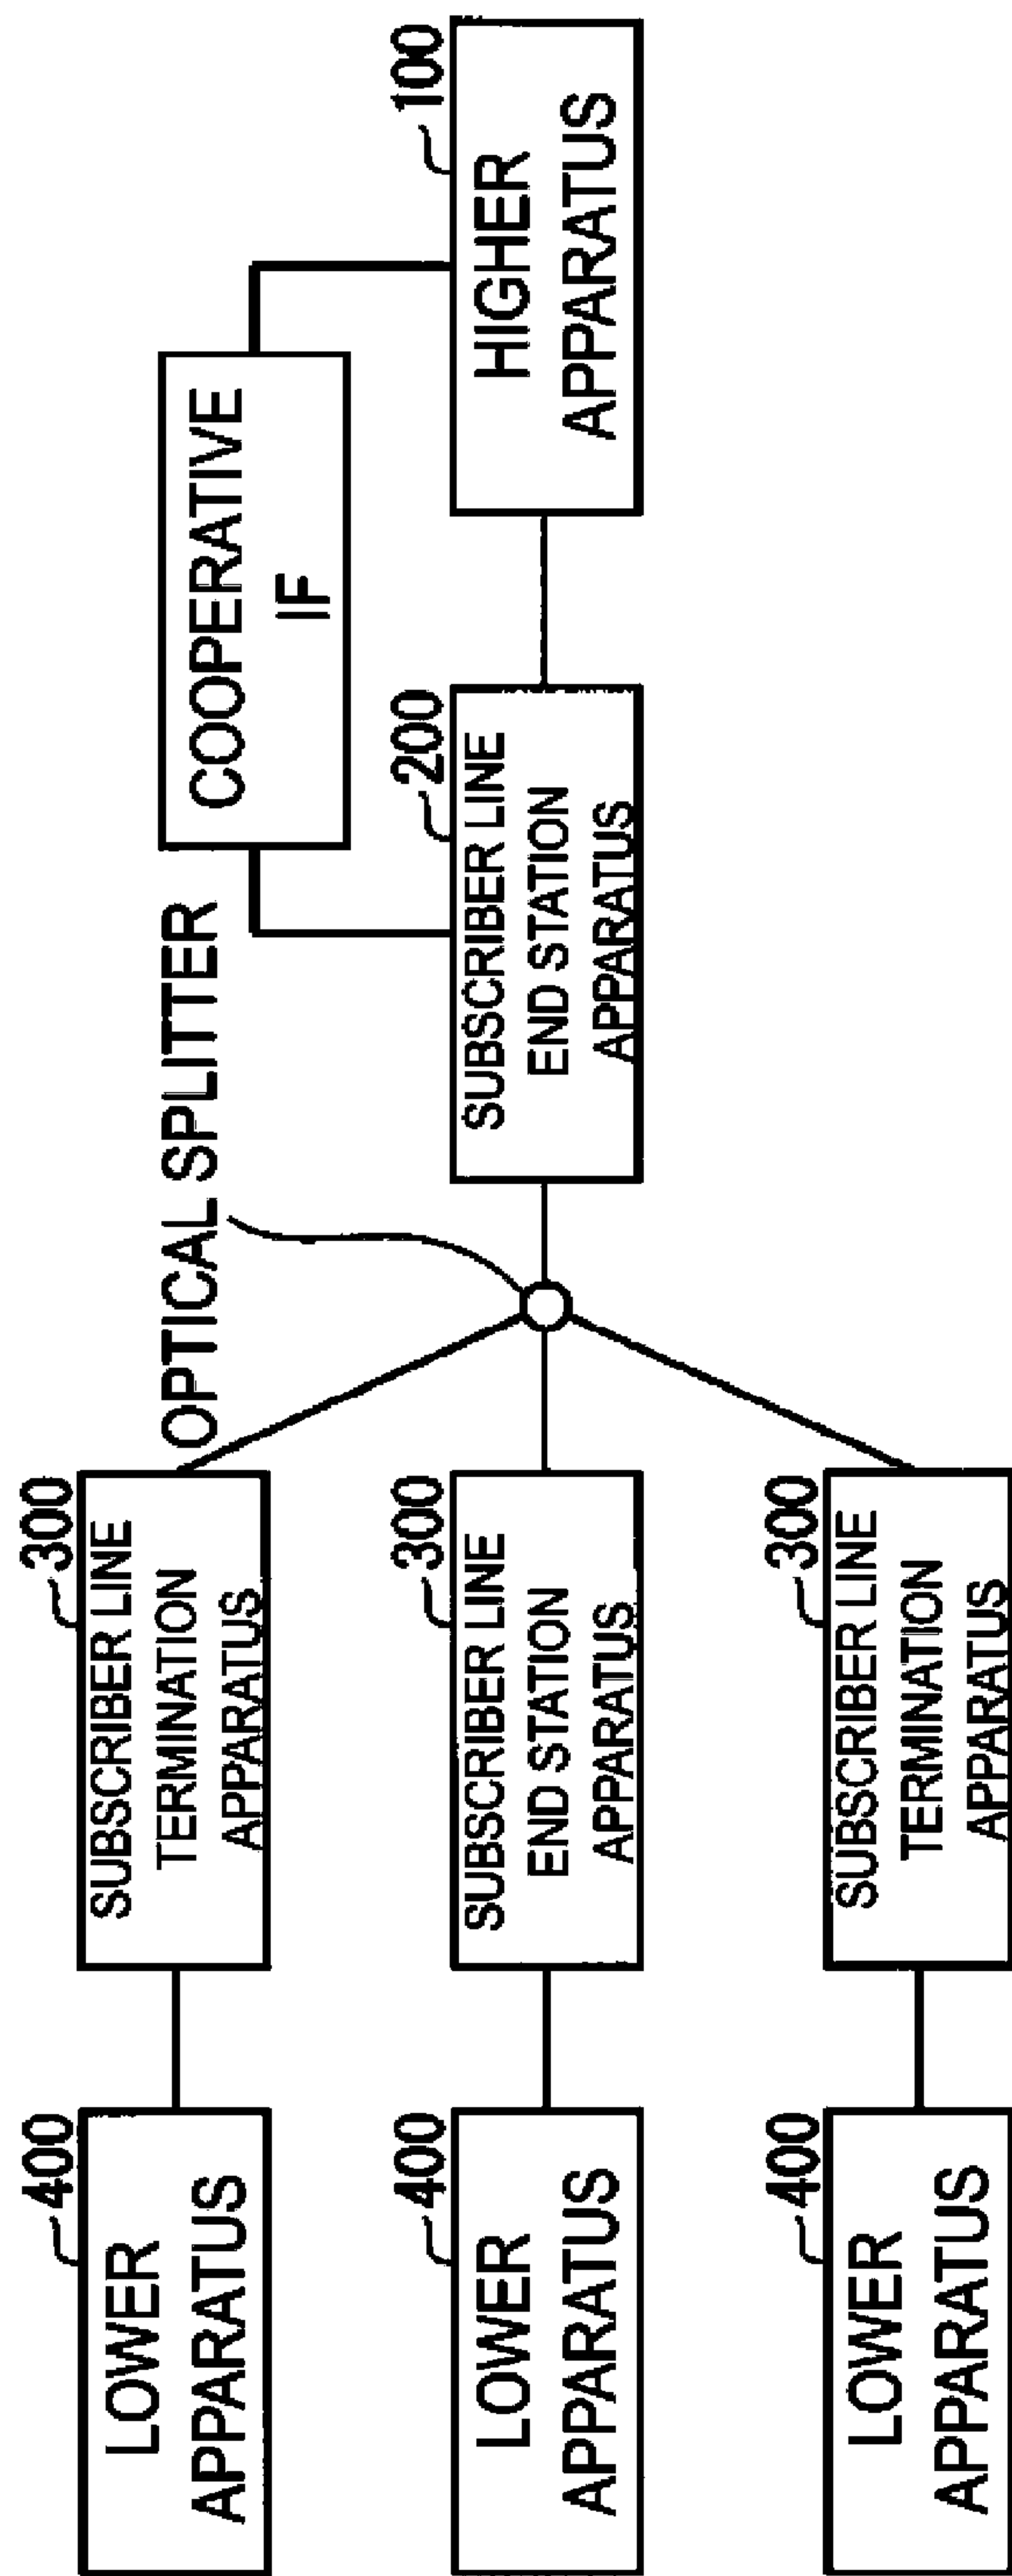 400
LOWER
APPARATUS
300
SUBSCRIBER LINE
TERMINATION
APPARATUS
OPTICAL SPLITTER
COOPERATIVE
IF
400
LOWER
APPARATUS
300
SUBSCRIBER LINE
END STATION
APPARATUS
200
SUBSCRIBER LINE
END STATION
APPARATUS
100
HIGHER
APPARATUS
400
LOWER
APPARATUS
300
SUBSCRIBER LINE
TERMINATION
APPARATUS